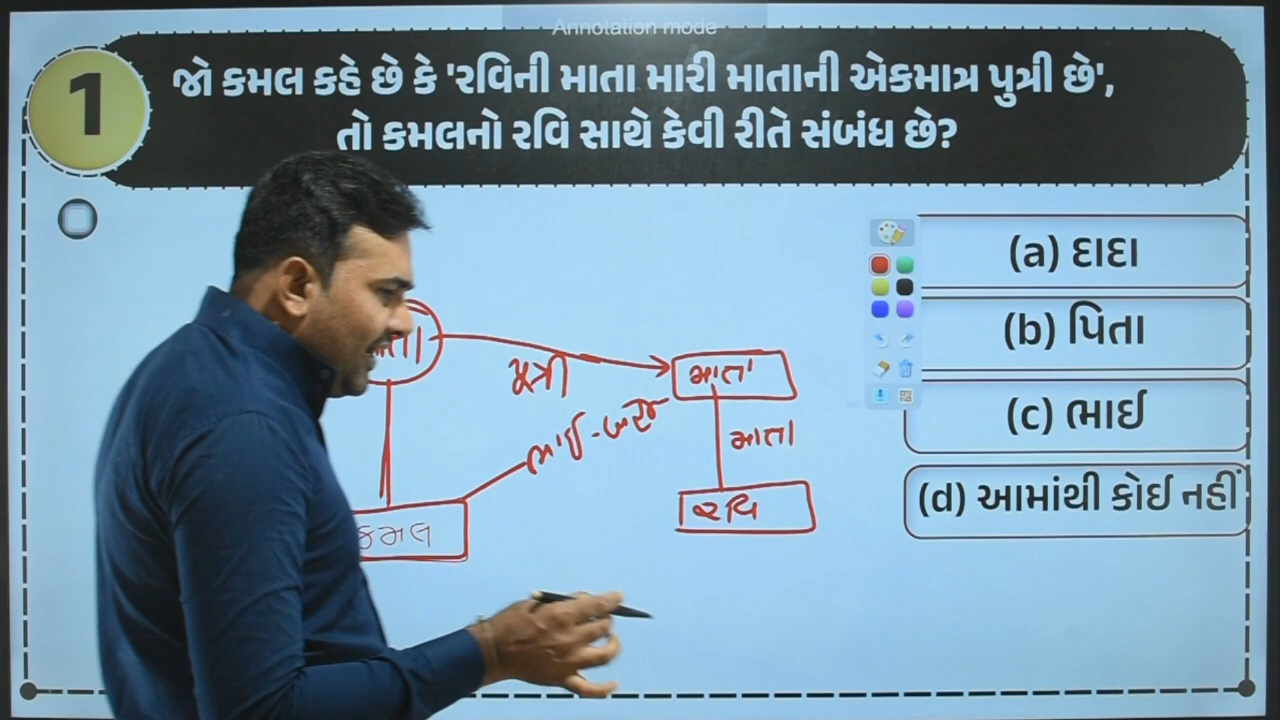 Annotation mode
1
જો કમલ કહે છે કે 'રવિની માતા મારી માતાની એકમાત્ર પુત્રી છે',
તો કમલનો રવિ સાથે કેવી રીતે સંબંધ છે?
(a) દાદા
(b) પિતા
(c) ભાઈ
(d) આમાંથી કોઈ નહીં
પુત્રી
માતા
ભાઈ-બહેન
માતા
કમલ
રવિ